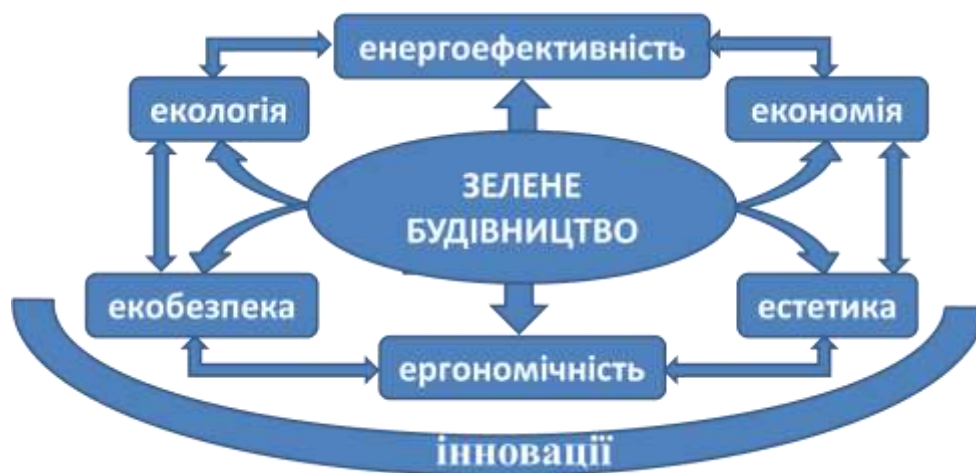 енергоефективність
екологія
економія
ЗЕЛЕНЕ
БУДІВНИЦТВО
екобезпека
естетика
ергономічність
інновації